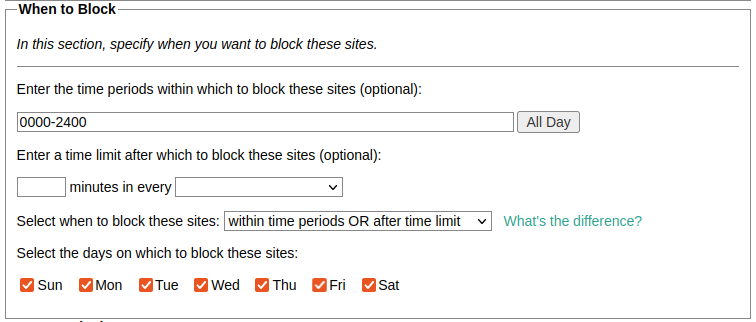 When to Block
In this section, specify when you want to block these sites.
Enter the time periods within which to block these sites (optional):
0000-2400 All Day
Enter a time limit after which to block these sites (optional):
minutes in every
Select when to block these sites: within time periods OR after time limit What's the difference?
Select the days on which to block these sites:
Sun Mon Tue Wed Thu Fri Sat